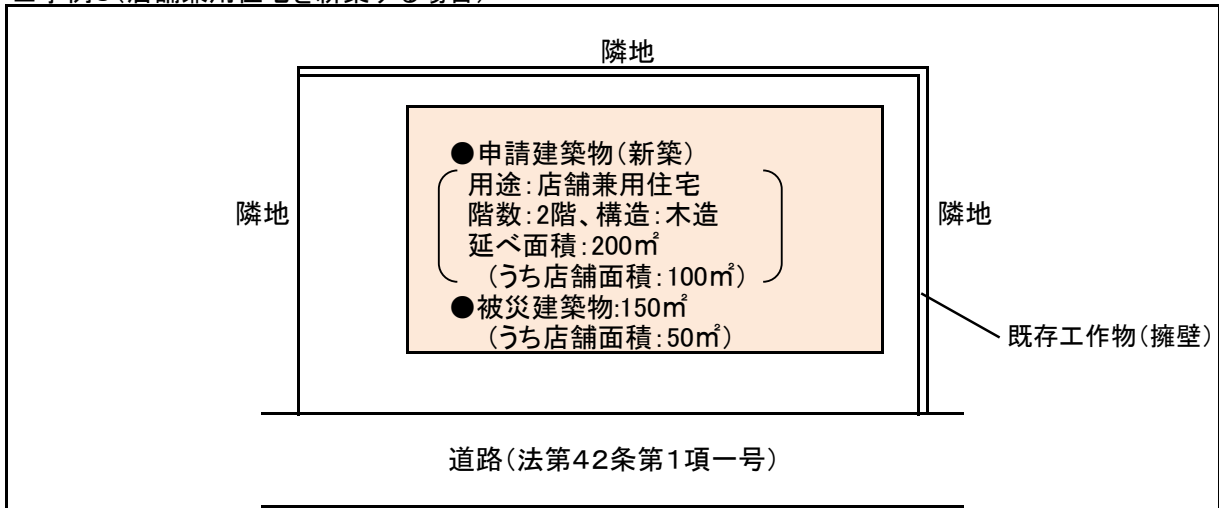 隣地
●申請建築物(新築)
用途:店舗兼用住宅
階数:2階、構造:木造
延べ面積:200㎡
(うち店舗面積:100㎡)
●被災建築物:150㎡
(うち店舗面積:50㎡)
隣地
隣地
既存工作物(擁壁)
道路(法第42条第1項一号)